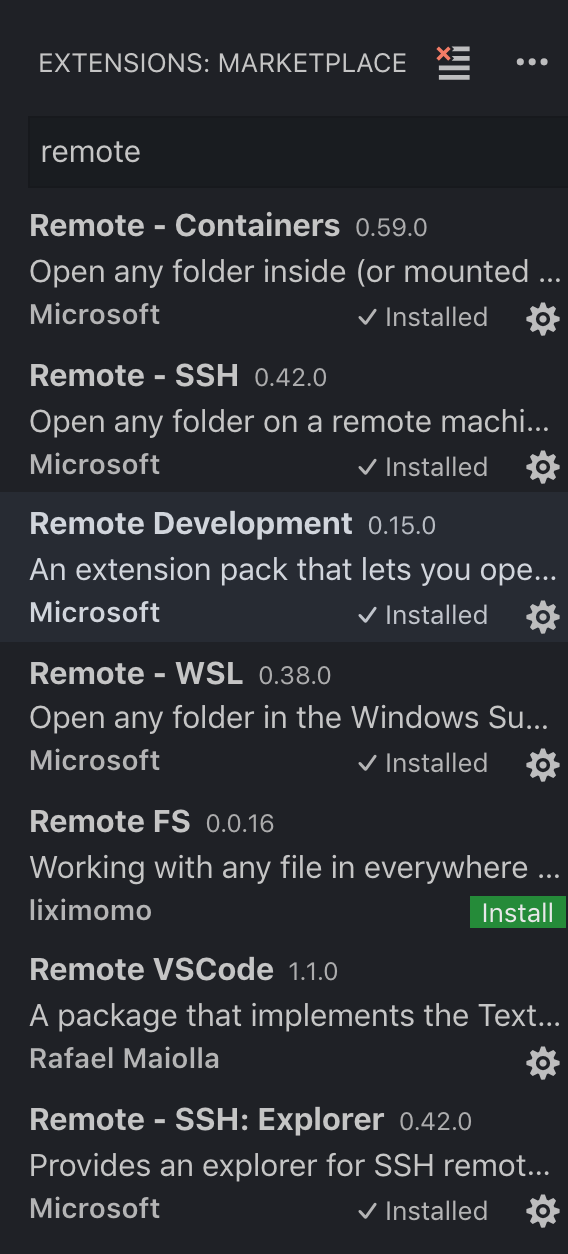 EXTENSIONS: MARKETPLACE
remote
Remote - Containers 0.59.0
Open any folder inside (or mounted ...
Microsoft ✓ Installed
Remote - SSH 0.42.0
Open any folder on a remote machi...
Microsoft ✓ Installed
Remote Development 0.15.0
An extension pack that lets you ope...
Microsoft ✓ Installed
Remote - WSL 0.38.0
Open any folder in the Windows Su...
Microsoft ✓ Installed
Remote FS 0.0.16
Working with any file in everywhere ...
liximomo Install
Remote VSCode 1.1.0
A package that implements the Text...
Rafael Maiolla
Remote - SSH: Explorer 0.42.0
Provides an explorer for SSH remot...
Microsoft ✓ Installed